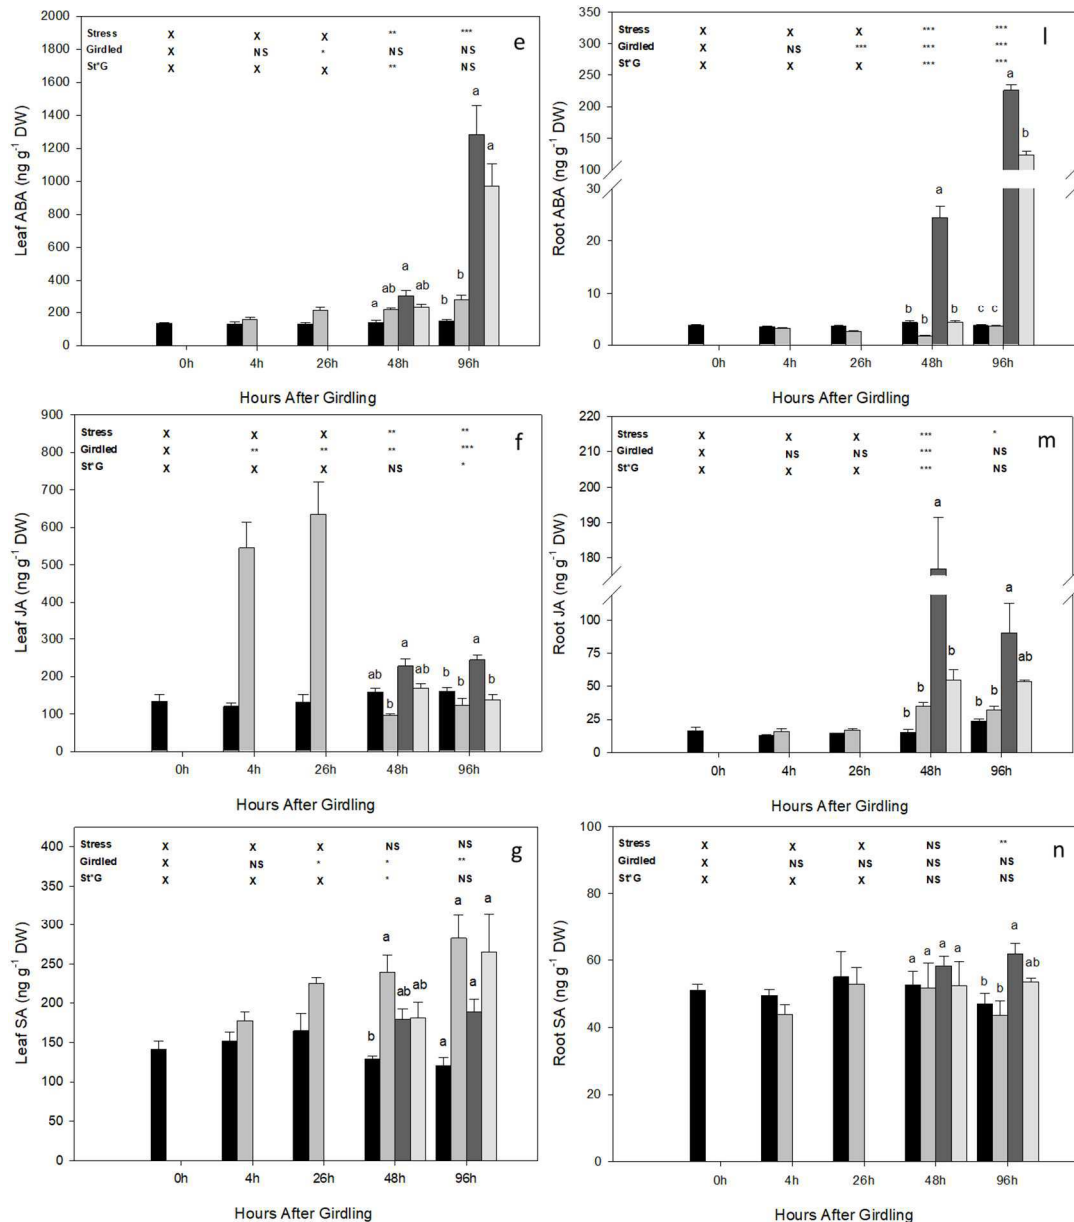 e
Stress X X X ** ***
Girdled X NS * NS NS
St*G X X X ** NS
Leaf ABA (ng g-1 DW)
2000
1800
1600
1400
1200
1000
800
600
400
200
0
a ab a ab
b b a a
0h 4h 26h 48h 96h
Hours After Girdling
l
Stress X X X *** ***
Girdled X NS *** *** ***
St*G X X X *** ***
Root ABA (ng g-1 DW)
350
300
250
200
150
100
30
20
10
0
b b a b
c c a b
0h 4h 26h 48h 96h
Hours After Girdling
f
Stress X X X ** **
Girdled X ** ** ** ***
St*G X X X NS *
Leaf JA (ng g-1 DW)
900
800
700
600
500
400
300
200
100
0
ab b a ab
b b a b
0h 4h 26h 48h 96h
Hours After Girdling
m
Stress X X X *** *
Girdled X NS NS *** NS
St*G X X X *** NS
Root JA (ng g-1 DW)
220
210
200
190
180
100
75
50
25
0
b b a b
b b a ab
0h 4h 26h 48h 96h
Hours After Girdling
g
Stress X X X NS NS
Girdled X NS * * **
St*G X X X * NS
Leaf SA (ng g-1 DW)
400
350
300
250
200
150
100
50
0
b a ab ab
a a a a
0h 4h 26h 48h 96h
Hours After Girdling
n
Stress X X X NS **
Girdled X NS NS NS NS
St*G X X X NS NS
Root SA (ng g-1 DW)
100
80
60
40
20
0
a a a a
b b a ab
0h 4h 26h 48h 96h
Hours After Girdling